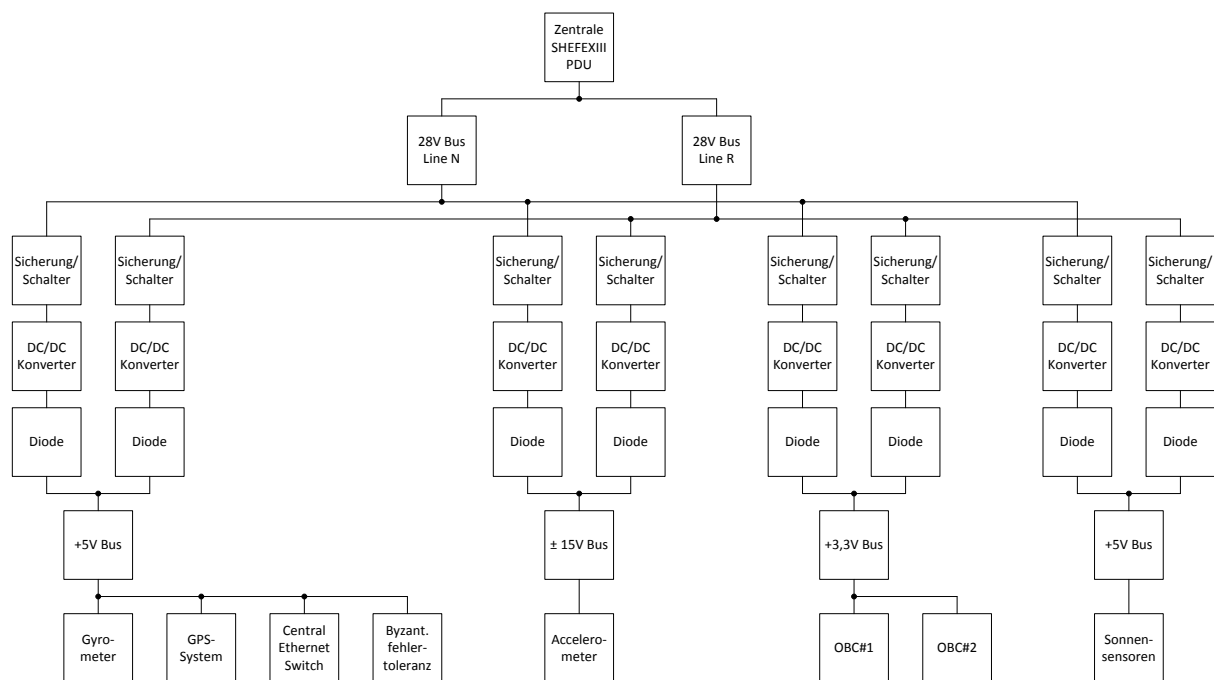 Zentrale
SHEFEXIII
PDU
28V Bus
Line N
28V Bus
Line R
Sicherung/
Schalter
Sicherung/
Schalter
Sicherung/
Schalter
Sicherung/
Schalter
Sicherung/
Schalter
Sicherung/
Schalter
Sicherung/
Schalter
Sicherung/
Schalter
DC/DC
Konverter
DC/DC
Konverter
DC/DC
Konverter
DC/DC
Konverter
DC/DC
Konverter
DC/DC
Konverter
DC/DC
Konverter
DC/DC
Konverter
Diode
Diode
Diode
Diode
Diode
Diode
Diode
Diode
+5V Bus
± 15V Bus
+3,3V Bus
+5V Bus
Gyro-
meter
GPS-
System
Central
Ethernet
Switch
Byzant.
fehler-
toleranz
Accelero-
meter
OBC#1
OBC#2
Sonnen-
sensoren